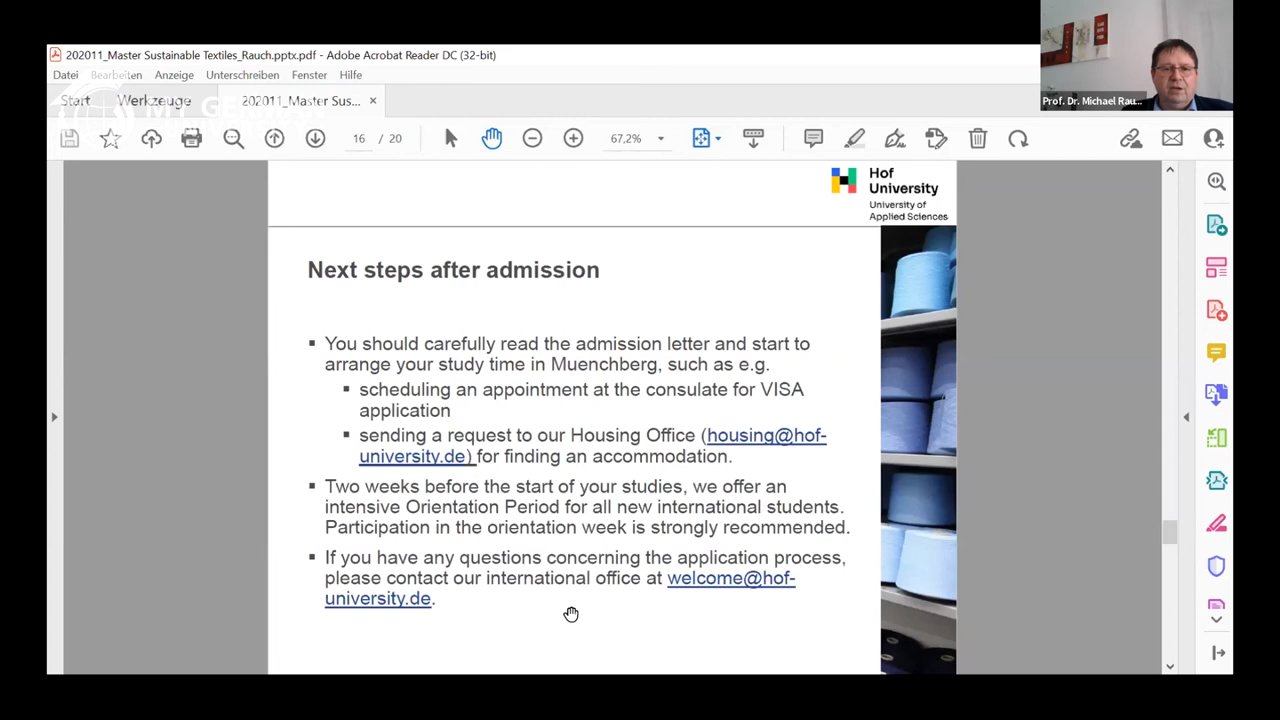 202011_Master Sustainable Textiles_Rauch.pptx.pdf - Adobe Acrobat Reader DC (32-bit)
Datei Bearbeiten Anzeige Unterschreiben Fenster Hilfe
Start Werkzeuge 202011_Master Sus... ×
MY GERMAN
UNIVERSITY
16 / 20 67,2%
Prof. Dr. Michael Rau...
Hof
University
University of
Applied Sciences
Next steps after admission
▪ You should carefully read the admission letter and start to
arrange your study time in Muenchberg, such as e.g.
▪ scheduling an appointment at the consulate for VISA
application
▪ sending a request to our Housing Office (housing@hof-
university.de) for finding an accommodation.
▪ Two weeks before the start of your studies, we offer an
intensive Orientation Period for all new international students.
Participation in the orientation week is strongly recommended.
▪ If you have any questions concerning the application process,
please contact our international office at welcome@hof-
university.de.